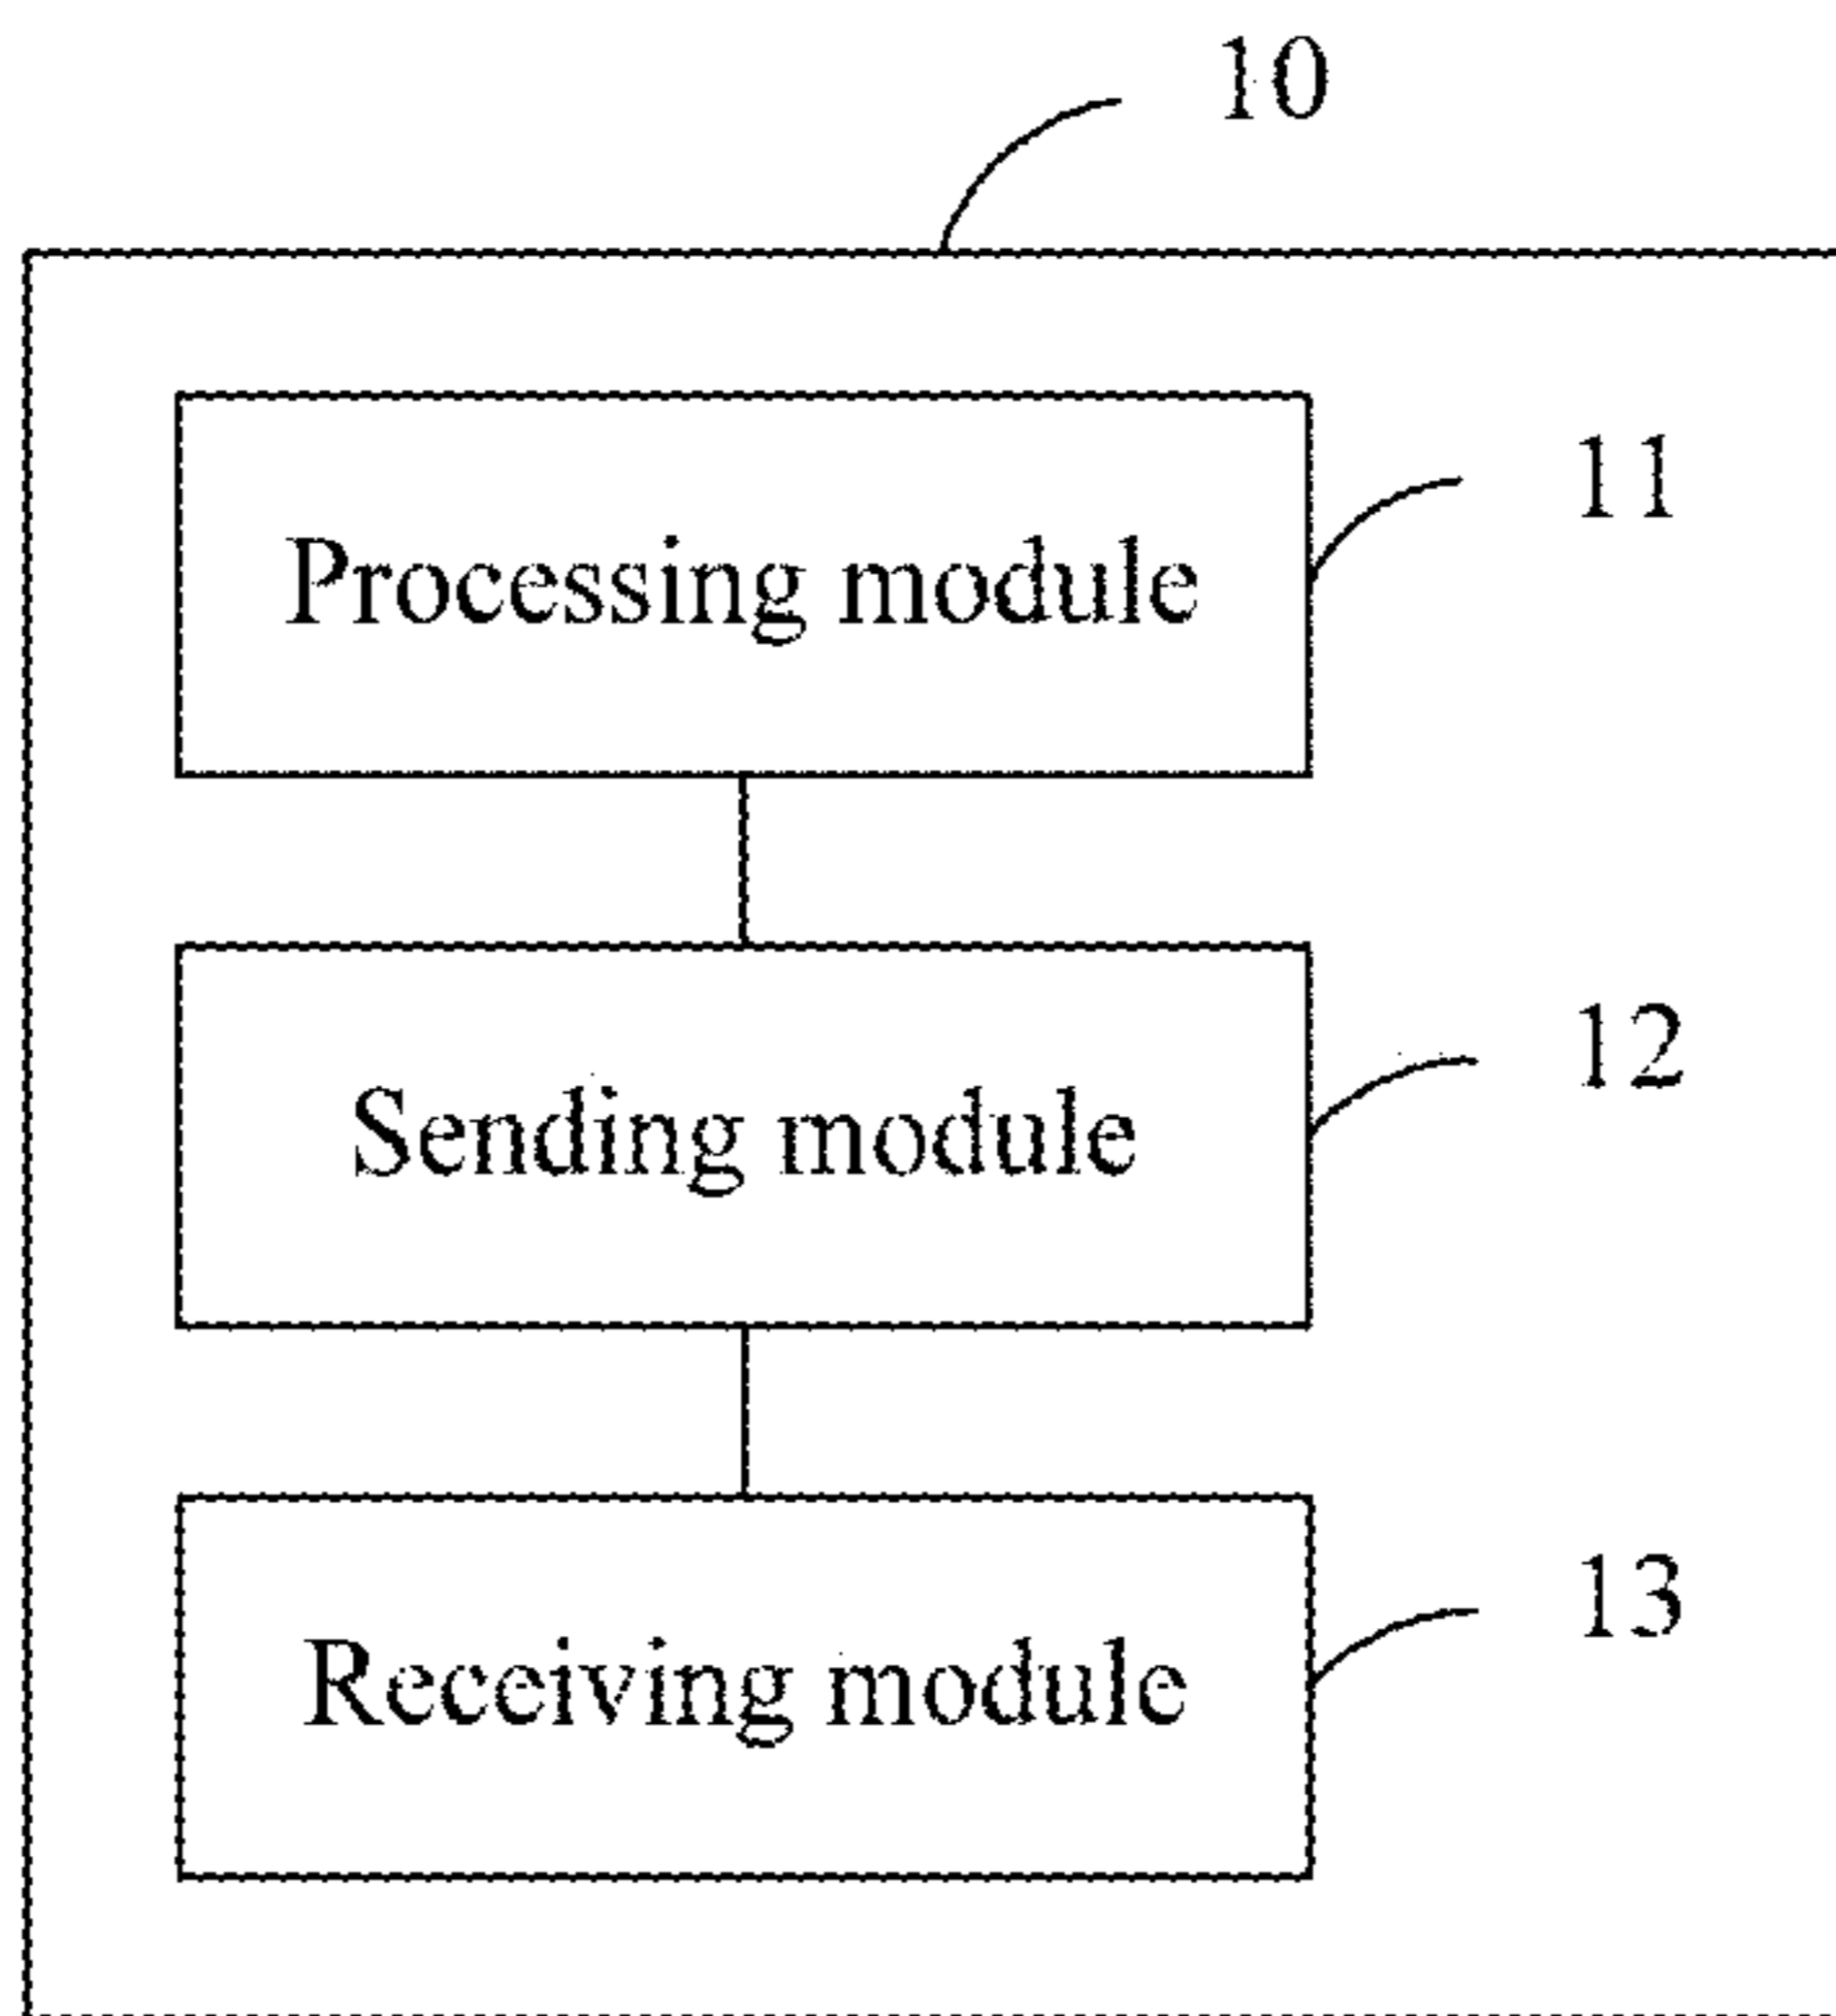 10
11
Processing module
12
Sending module
13
Receiving module